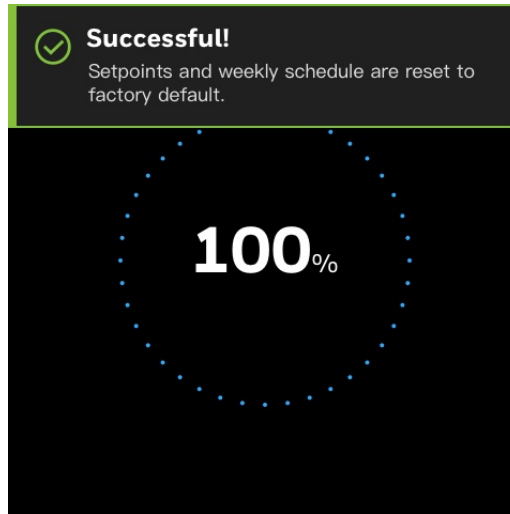 Successful!
Setpoints and weekly schedule are reset to
factory default.
100%